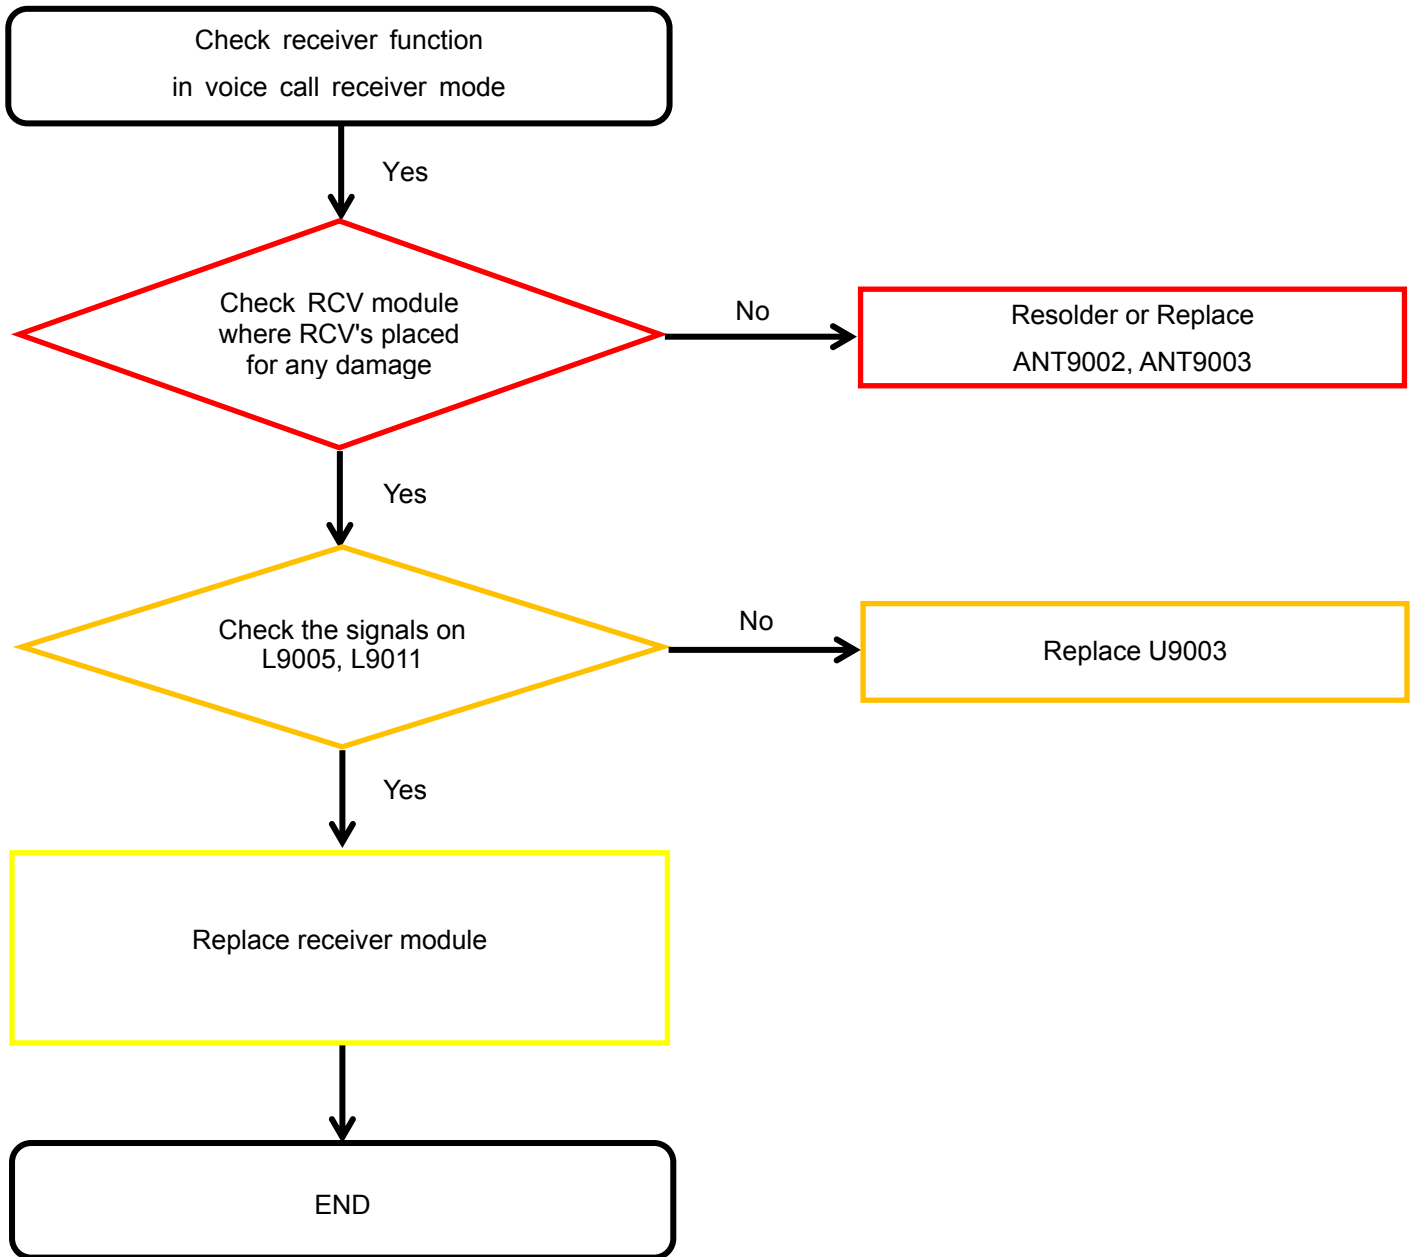 Check receiver function
in voice call receiver mode
Yes
Check RCV module
where RCV's placed
for any damage
No
Resolder or Replace
ANT9002, ANT9003
Yes
Check the signals on
L9005, L9011
No
Replace U9003
Yes
Replace receiver module
END